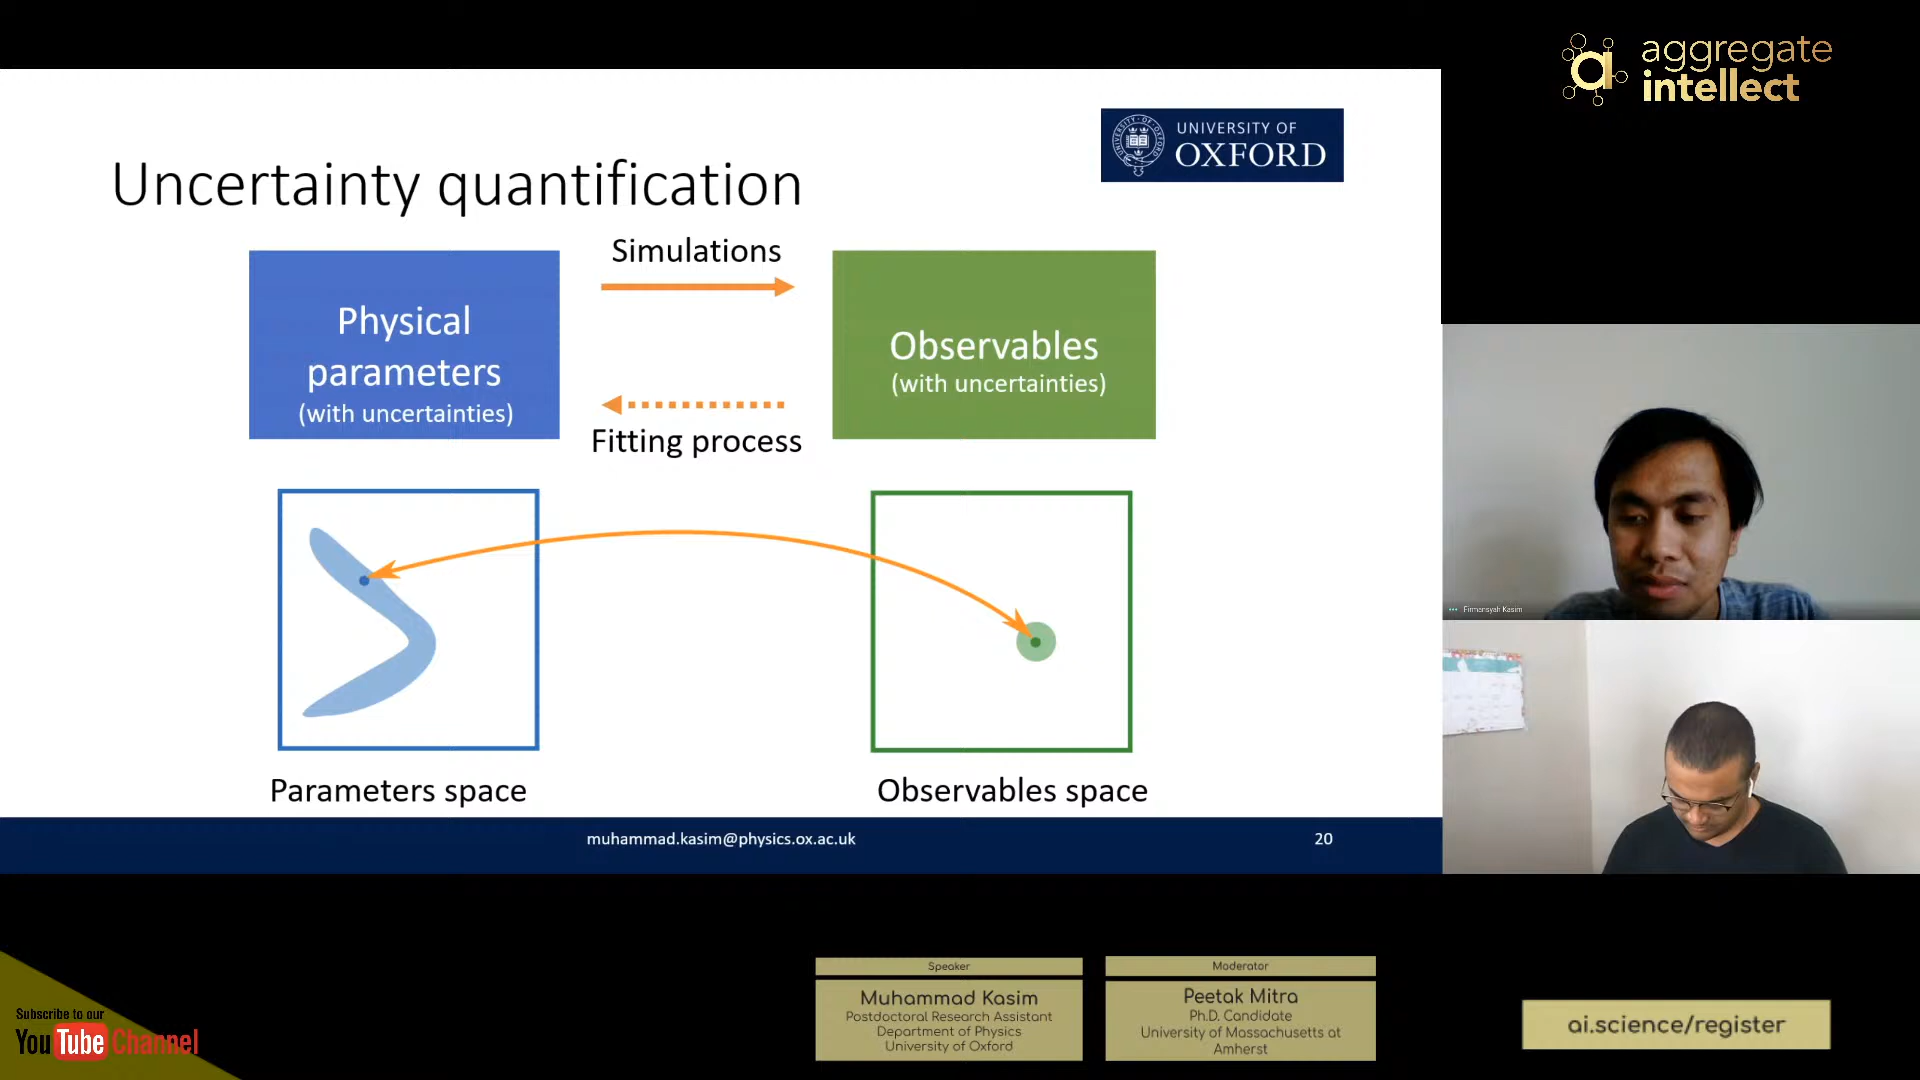 aggregate
intellect
UNIVERSITY OF
OXFORD
Uncertainty quantification
Simulations
Physical
parameters
(with uncertainties)
Observables
(with uncertainties)
Fitting process
Parameters space
Observables space
muhammad.kasim@physics.ox.ac.uk
20
Firmansyah Kasim
Speaker
Muhammad Kasim
Postdoctoral Research Assistant
Department of Physics
University of Oxford
Moderator
Peetak Mitra
Ph.D. Candidate
University of Massachusetts at
Amherst
Subscribe to our
YouTube Channel
ai.science/register